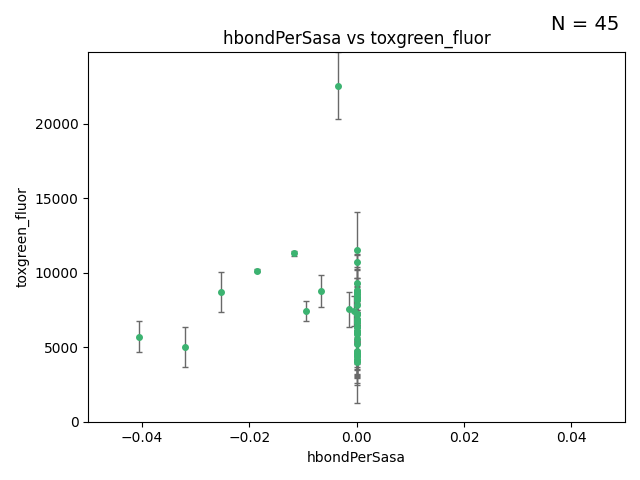 N = 45
hbondPerSasa vs toxgreen_fluor
20000
15000
10000
5000
0
toxgreen_fluor
−0.04 −0.02 0.00 0.02 0.04
hbondPerSasa